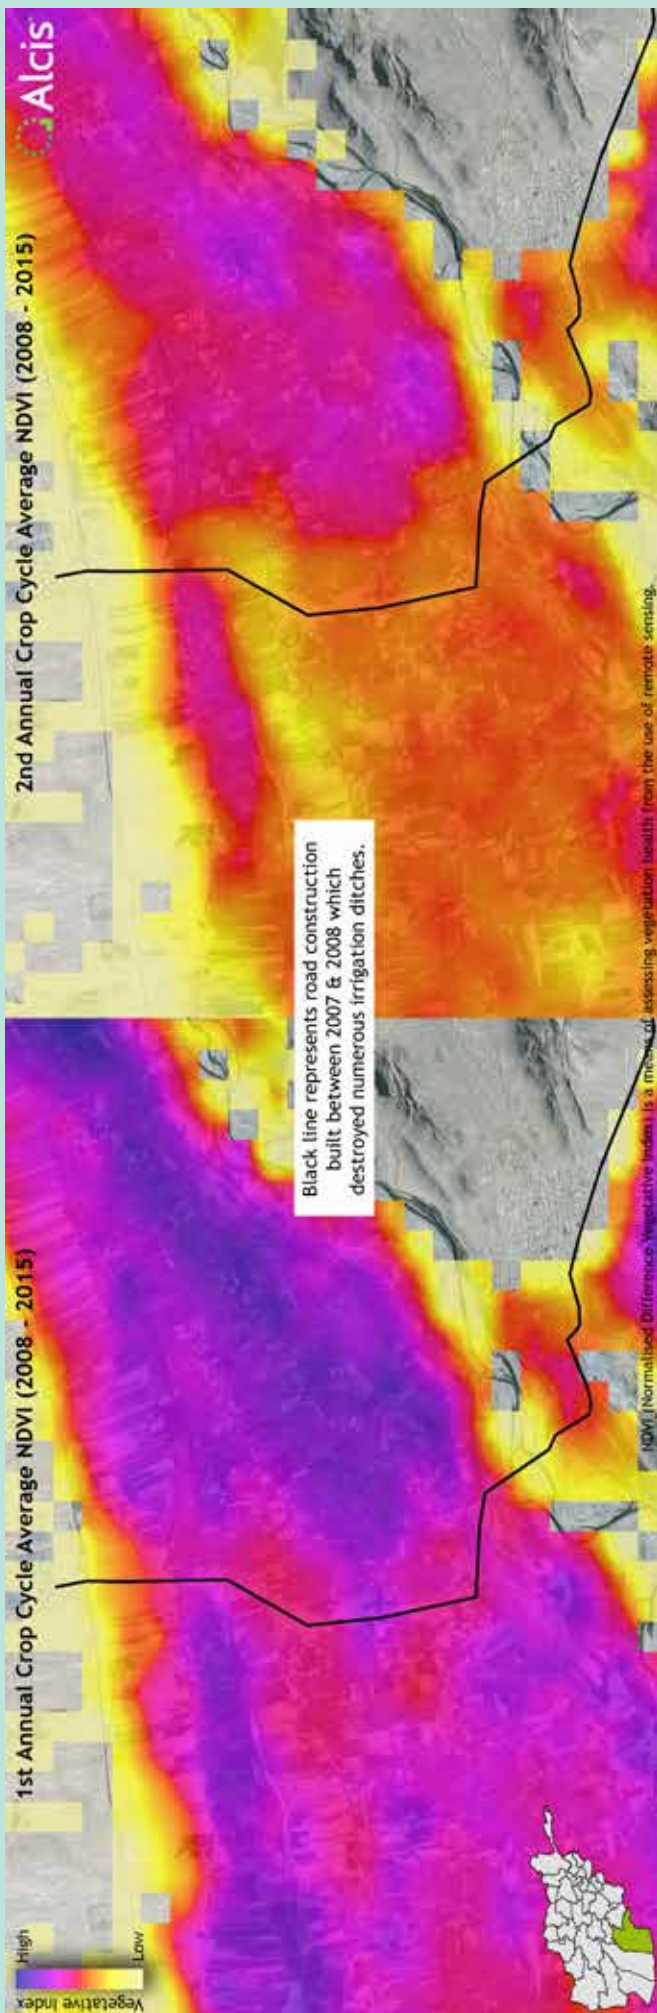 Vegetative Index
High
Low
1st Annual Crop Cycle Average NDVI (2008 - 2015)
2nd Annual Crop Cycle Average NDVI (2008 - 2015)
Alcis
Black line represents road construction
built between 2007 & 2008 which
destroyed numerous irrigation ditches.
NDVI (Normalised Difference Vegetative Index) is a means of assessing vegetation health from the use of remote sensing.